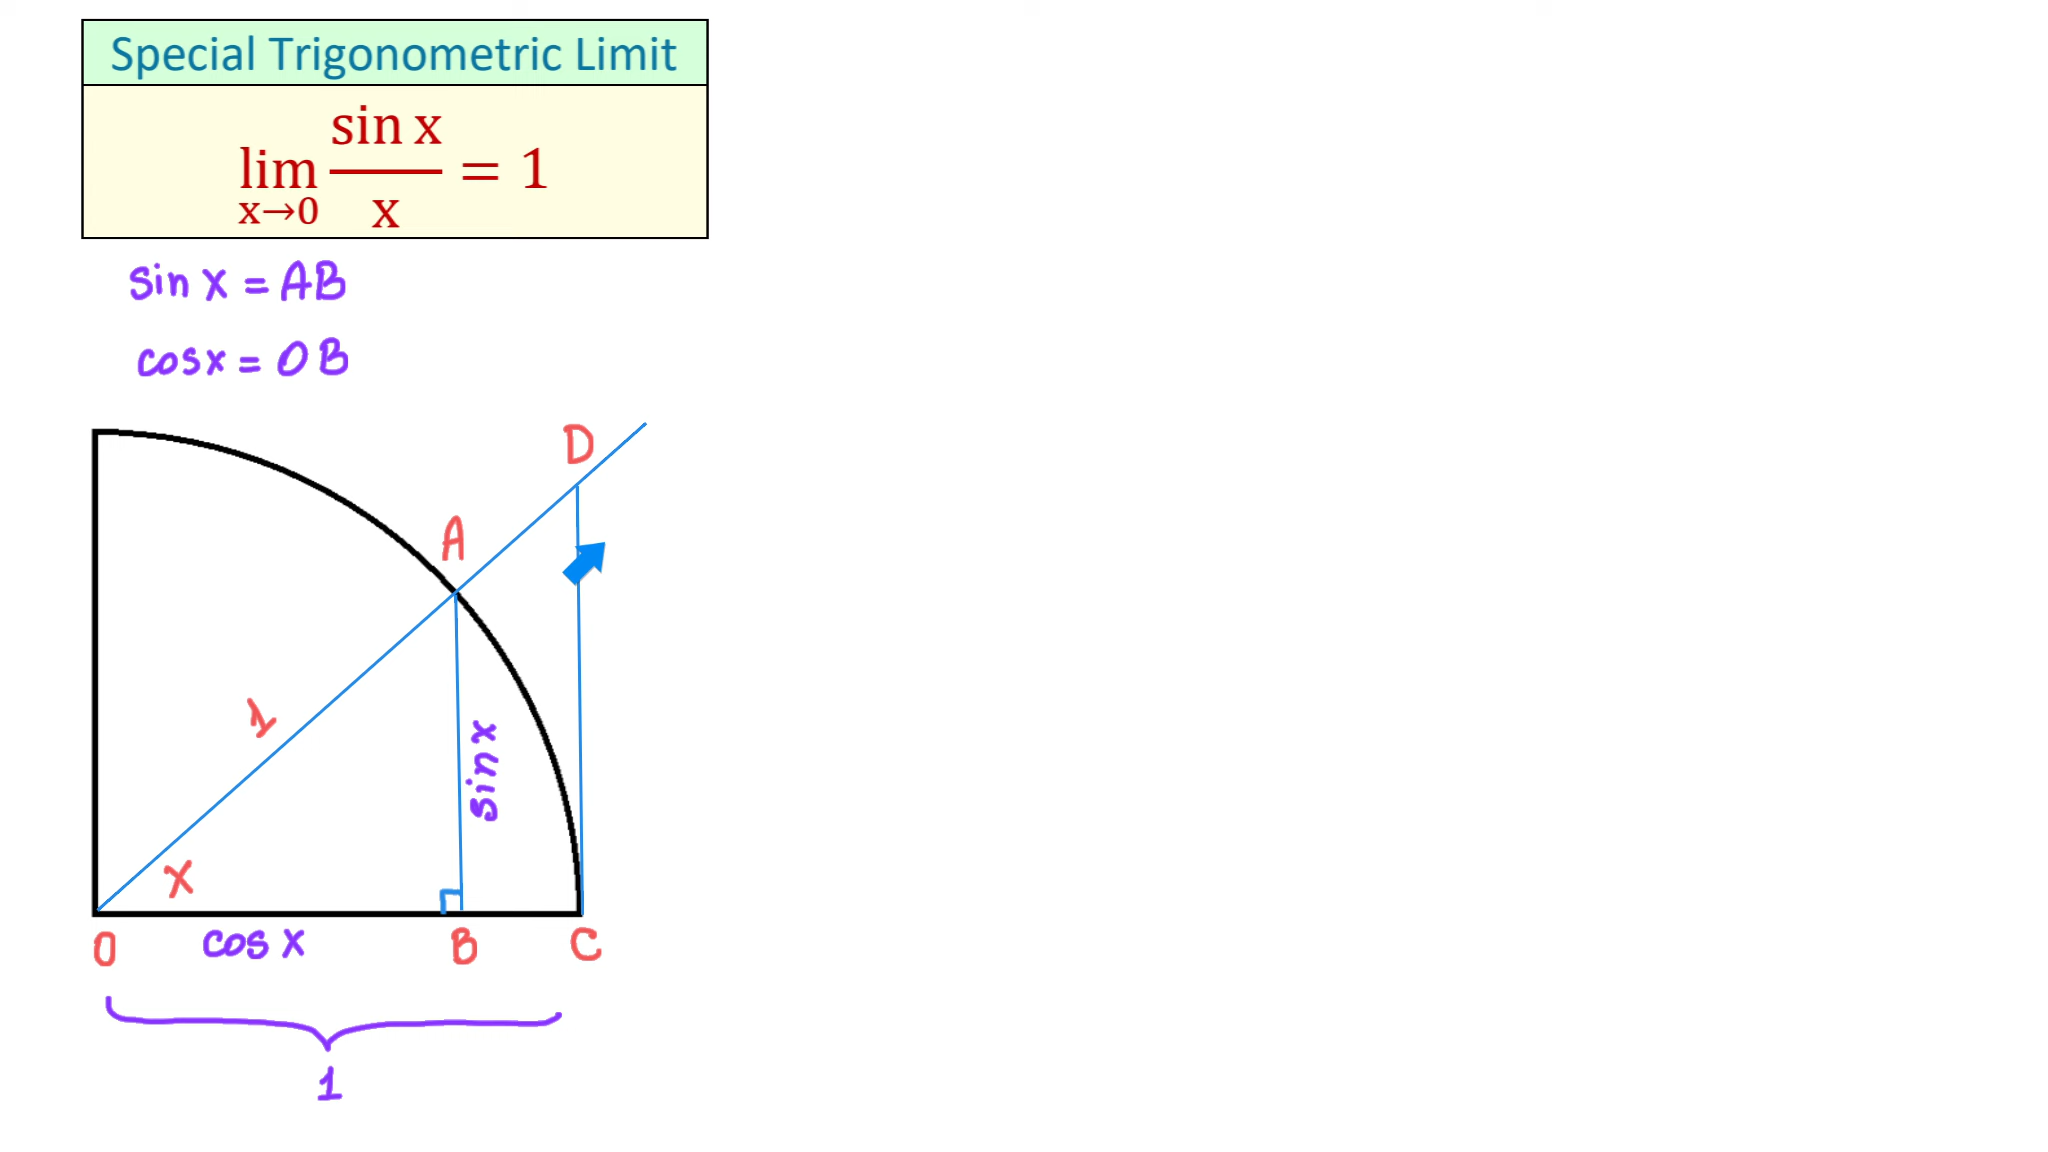 Special Trigonometric Limit
lim x→0 sin x / x = 1
sin x = AB
cos x = OB
D
A
1
sin x
x
O cos x B C
1